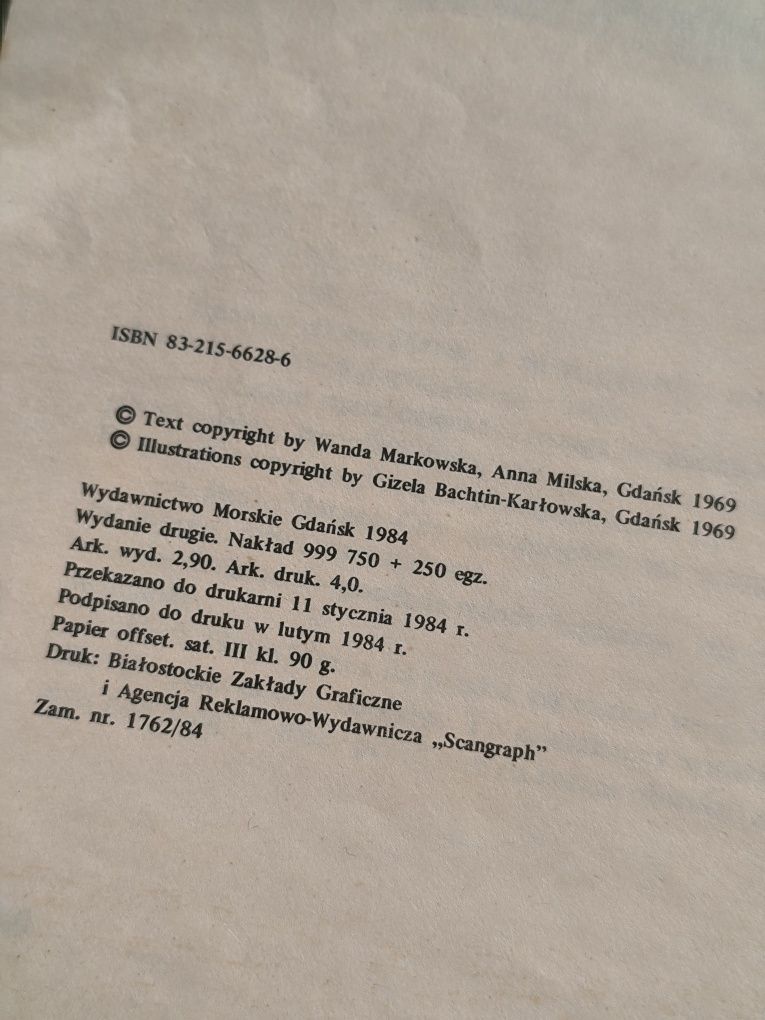 ISBN 83-215-6628-6
© Text copyright by Wanda Markowska, Anna Milska, Gdańsk 1969
© Illustrations copyright by Gizela Bachtin-Karłowska, Gdańsk 1969
Wydawnictwo Morskie Gdańsk 1984
Wydanie drugie. Nakład 999 750 + 250 egz.
Ark. wyd. 2,90. Ark. druk. 4,0.
Przekazano do drukarni 11 stycznia 1984 r.
Podpisano do druku w lutym 1984 r.
Papier offset. sat. III kl. 90 g.
Druk: Białostockie Zakłady Graficzne
i Agencja Reklamowo-Wydawnicza „Scangraph”
Zam. nr. 1762/84